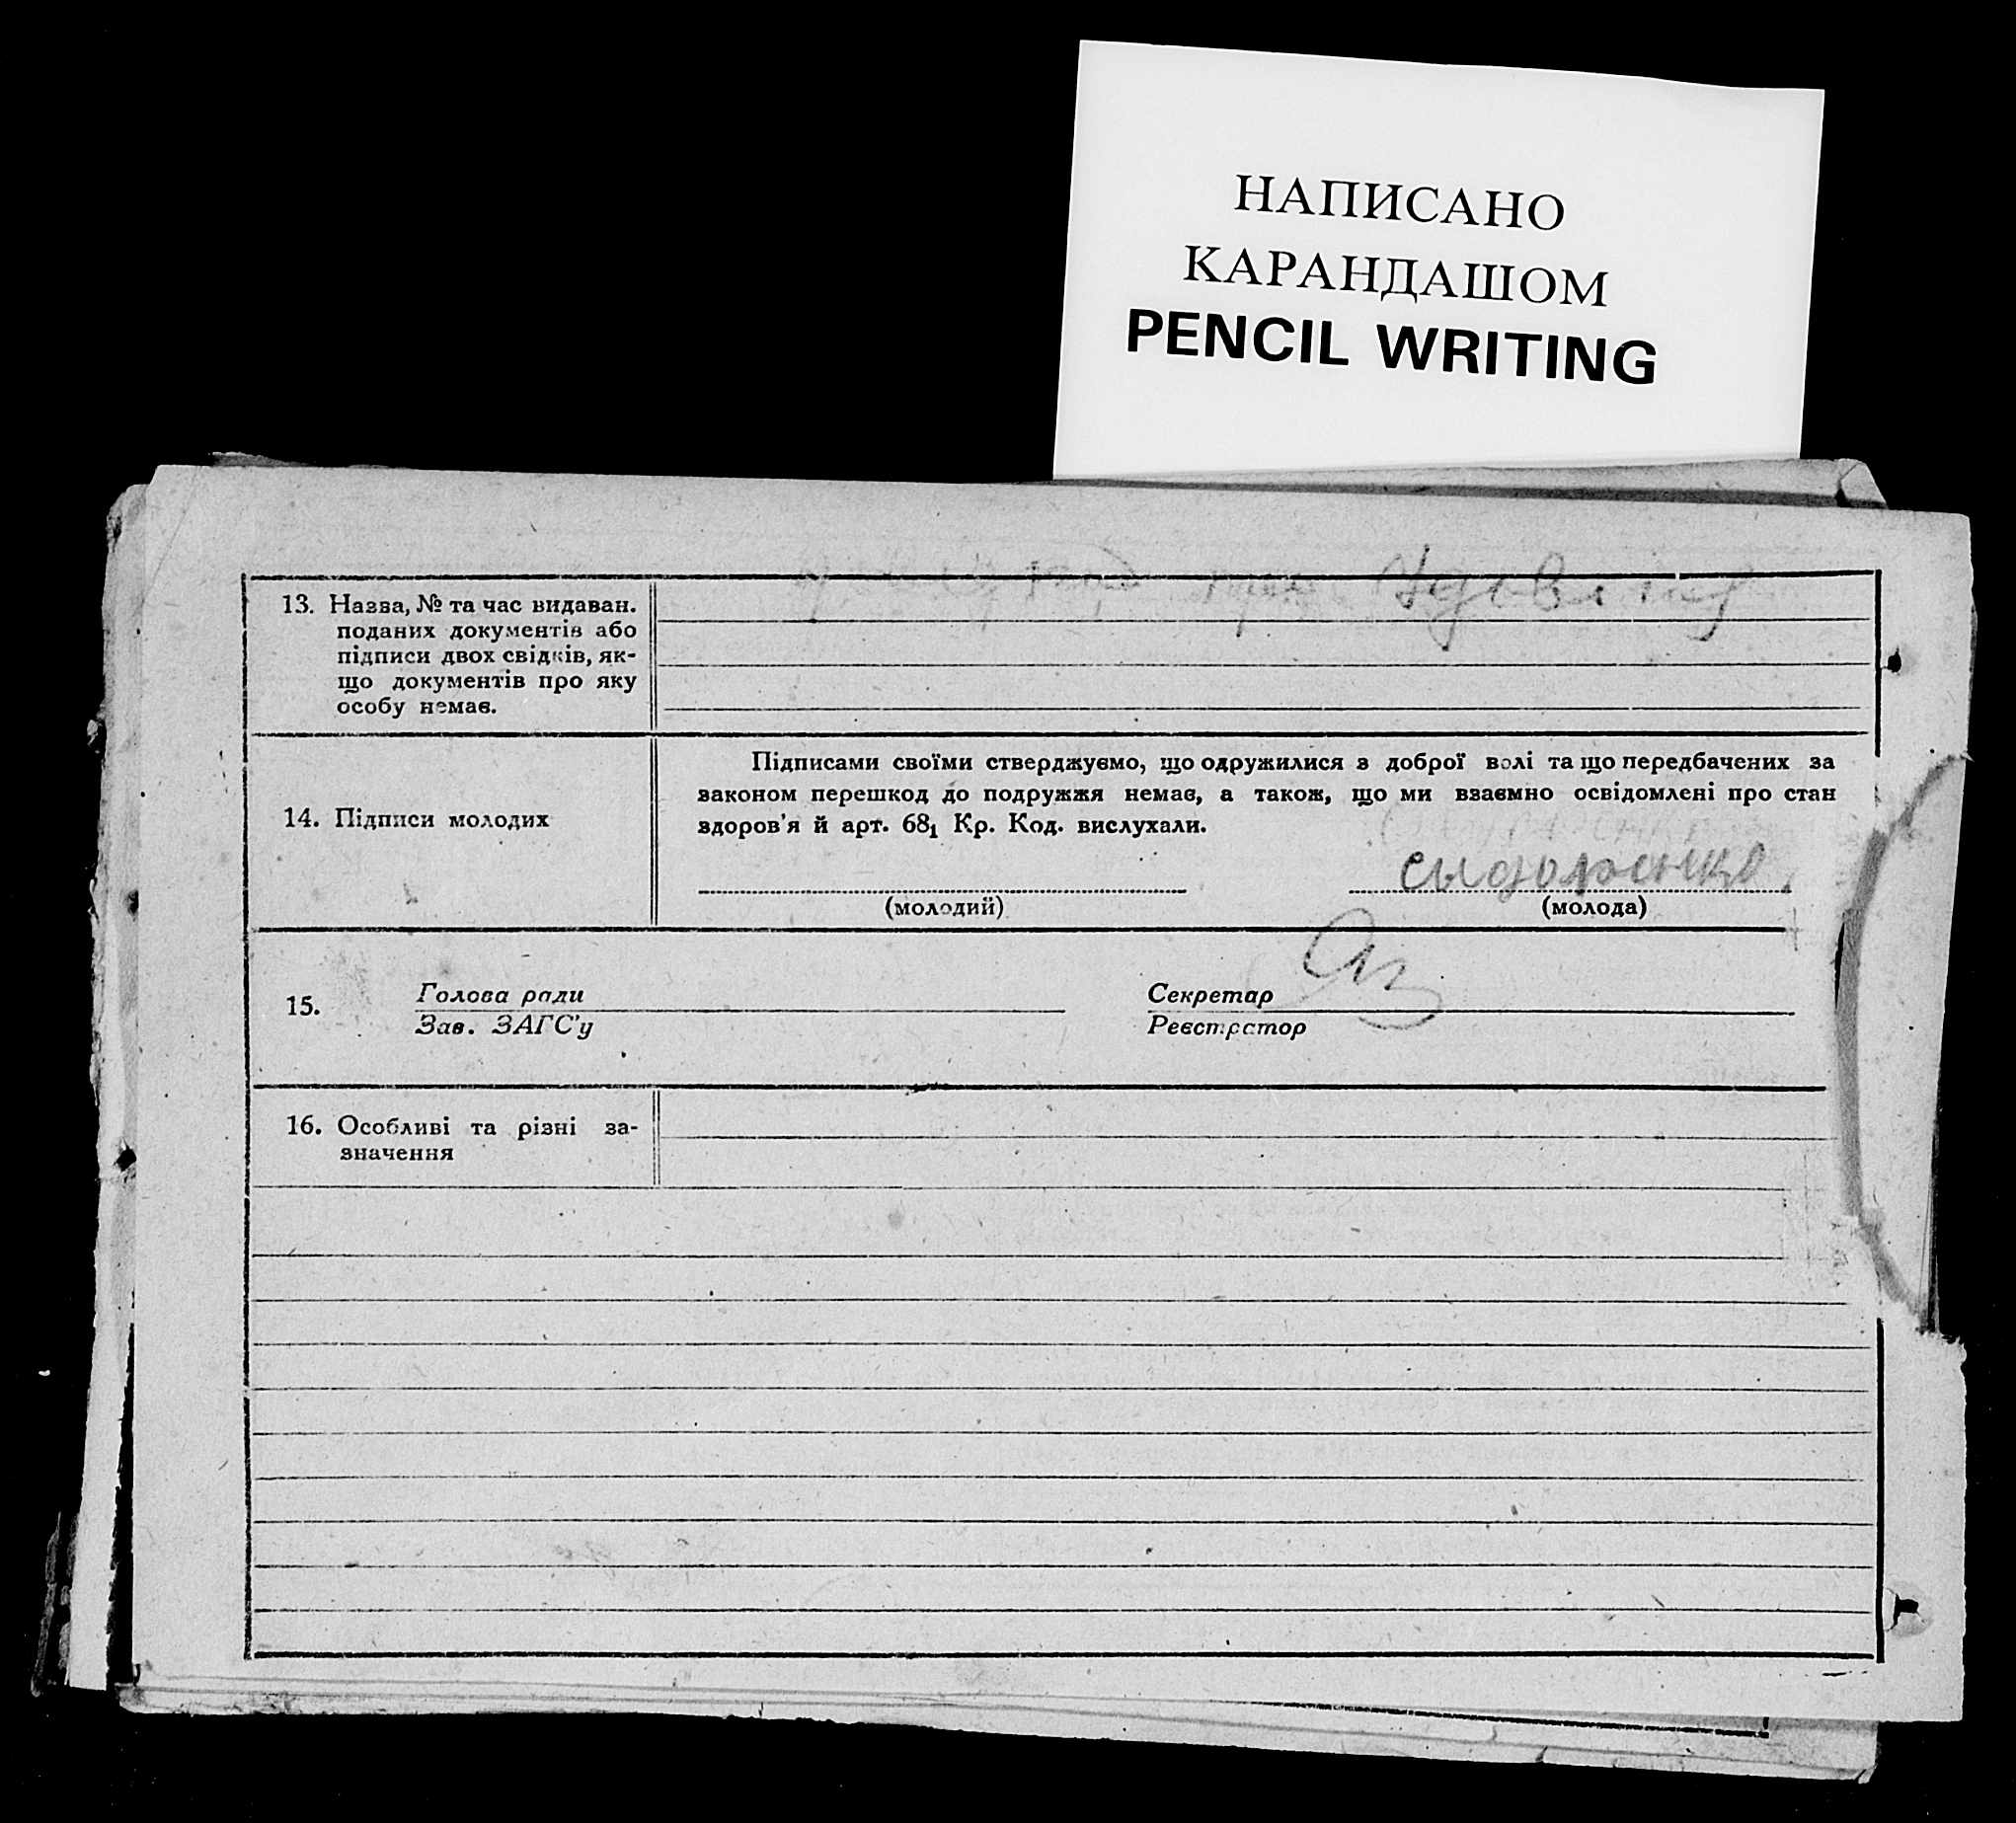 НАПИСАНО
КАРАНДАШОМ
PENCIL WRITING
13. Назва, № та час видаван.
поданих документів або
підписи двох свідків, як-
що документів про яку
особу немає.
14. Підписи молодих
Підписами своїми стверджуємо, що одружилися з доброї волі та що передбачених за
законом перешкод до подружжя немає, а також, що ми взаємно освідомлені про стан
здоров'я й арт. 68₁ Кр. Код. вислухали.
сидоренко
(молодий) (молода)
15. Голова ради Секретар
Зав. ЗАГС'у Реєстратор
16. Особливі та різні за-
значення